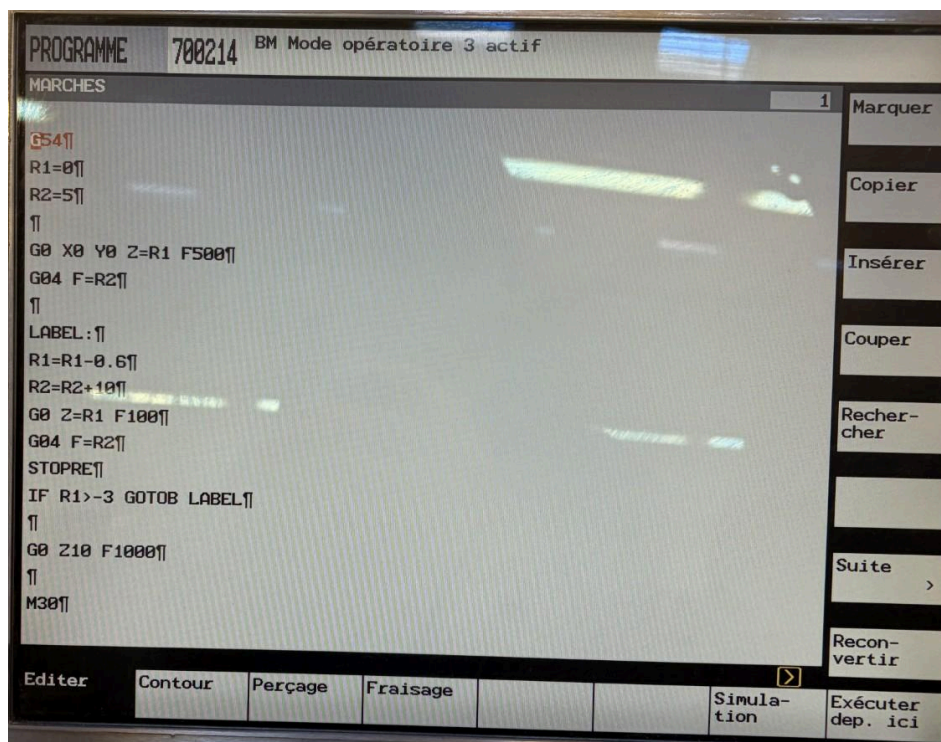 PROGRAMME 700214 BM Mode opératoire 3 actif
MARCHES 1
G54¶
R1=0¶
R2=5¶
¶
G0 X0 Y0 Z=R1 F500¶
G04 F=R2¶
¶
LABEL:¶
R1=R1-0.6¶
R2=R2+10¶
G0 Z=R1 F100¶
G04 F=R2¶
STOPRE¶
IF R1>-3 GOTOB LABEL¶
¶
G0 Z10 F1000¶
¶
M30¶
Marquer
Copier
Insérer
Couper
Recher-
cher
Suite
>
Recon-
vertir
Editer Contour Perçage Fraisage
Simula-
tion
Exécuter
dep. ici